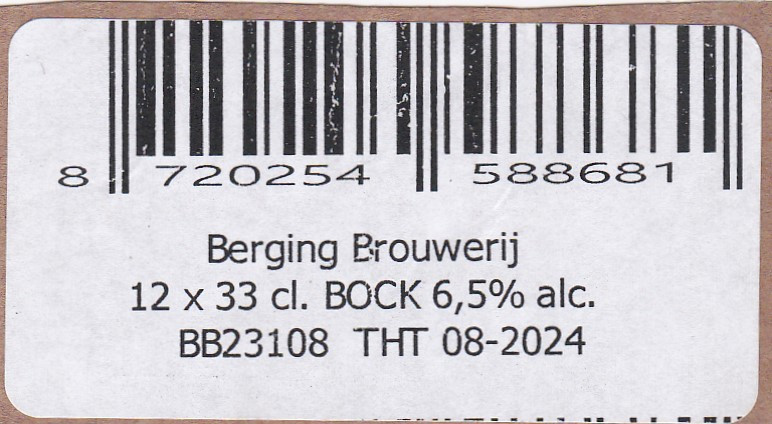 8 720254 588681
Berging Brouwerij
12 x 33 cl. BOCK 6,5% alc.
BB23108 THT 08-2024